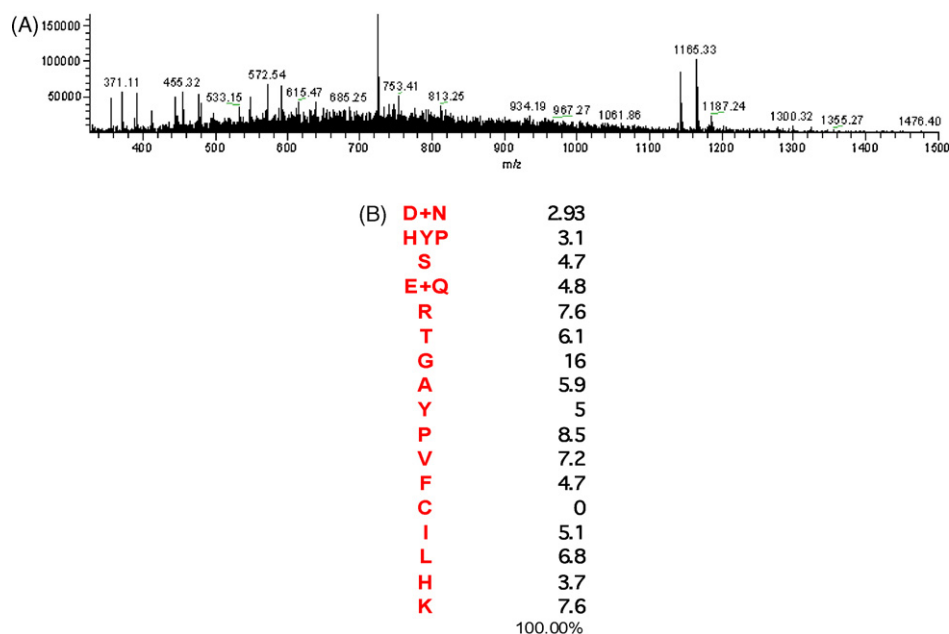 (A)
150000
100000
50000
371.11
455.32
533.15
572.54
615.47
685.25
753.41
813.25
934.19
967.27
1061.86
1165.33
1187.24
1300.32
1355.27
1476.40
400 500 600 700 800 900 1000 1100 1200 1300 1400 1500
m/z
(B) D+N 2.93
HYP 3.1
S 4.7
E+Q 4.8
R 7.6
T 6.1
G 16
A 5.9
Y 5
P 8.5
V 7.2
F 4.7
C 0
I 5.1
L 6.8
H 3.7
K 7.6
100.00%